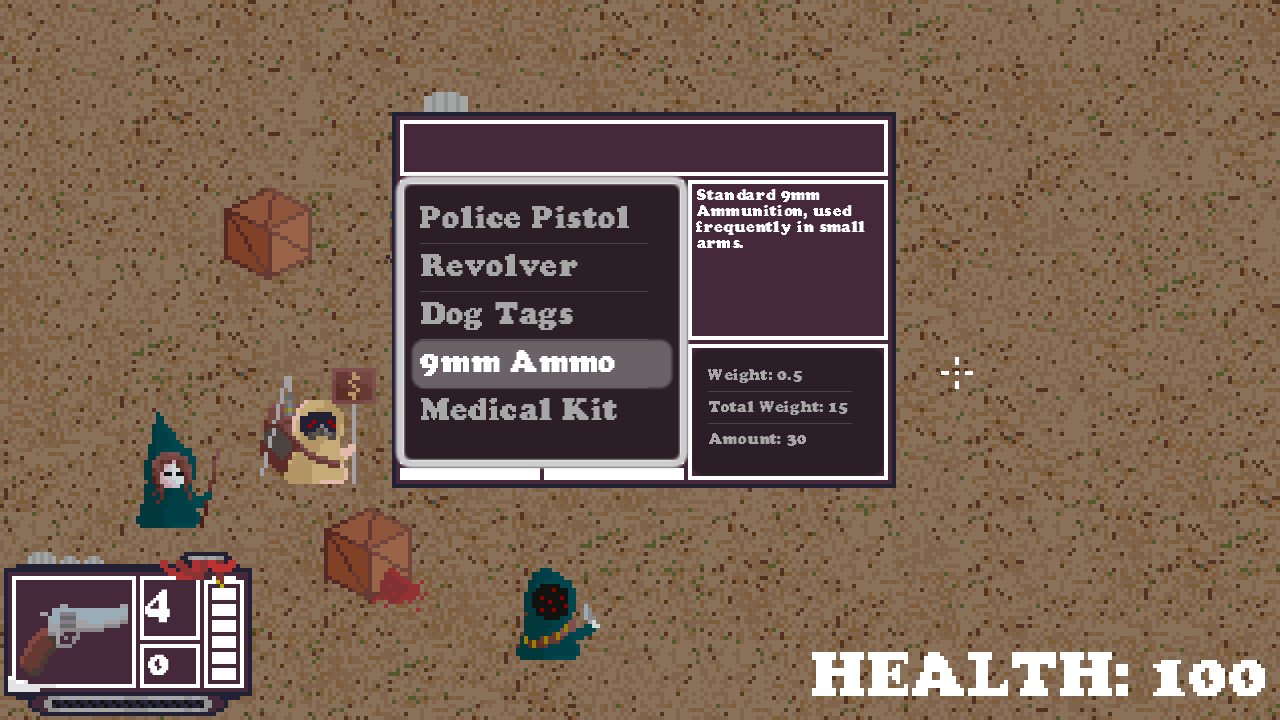 Police Pistol
Revolver
Dog Tags
9mm Ammo
Medical Kit
Standard 9mm
Ammunition, used
frequently in small
arms.
Weight: 0.5
Total Weight: 15
Amount: 30
4
0
HEALTH: 100